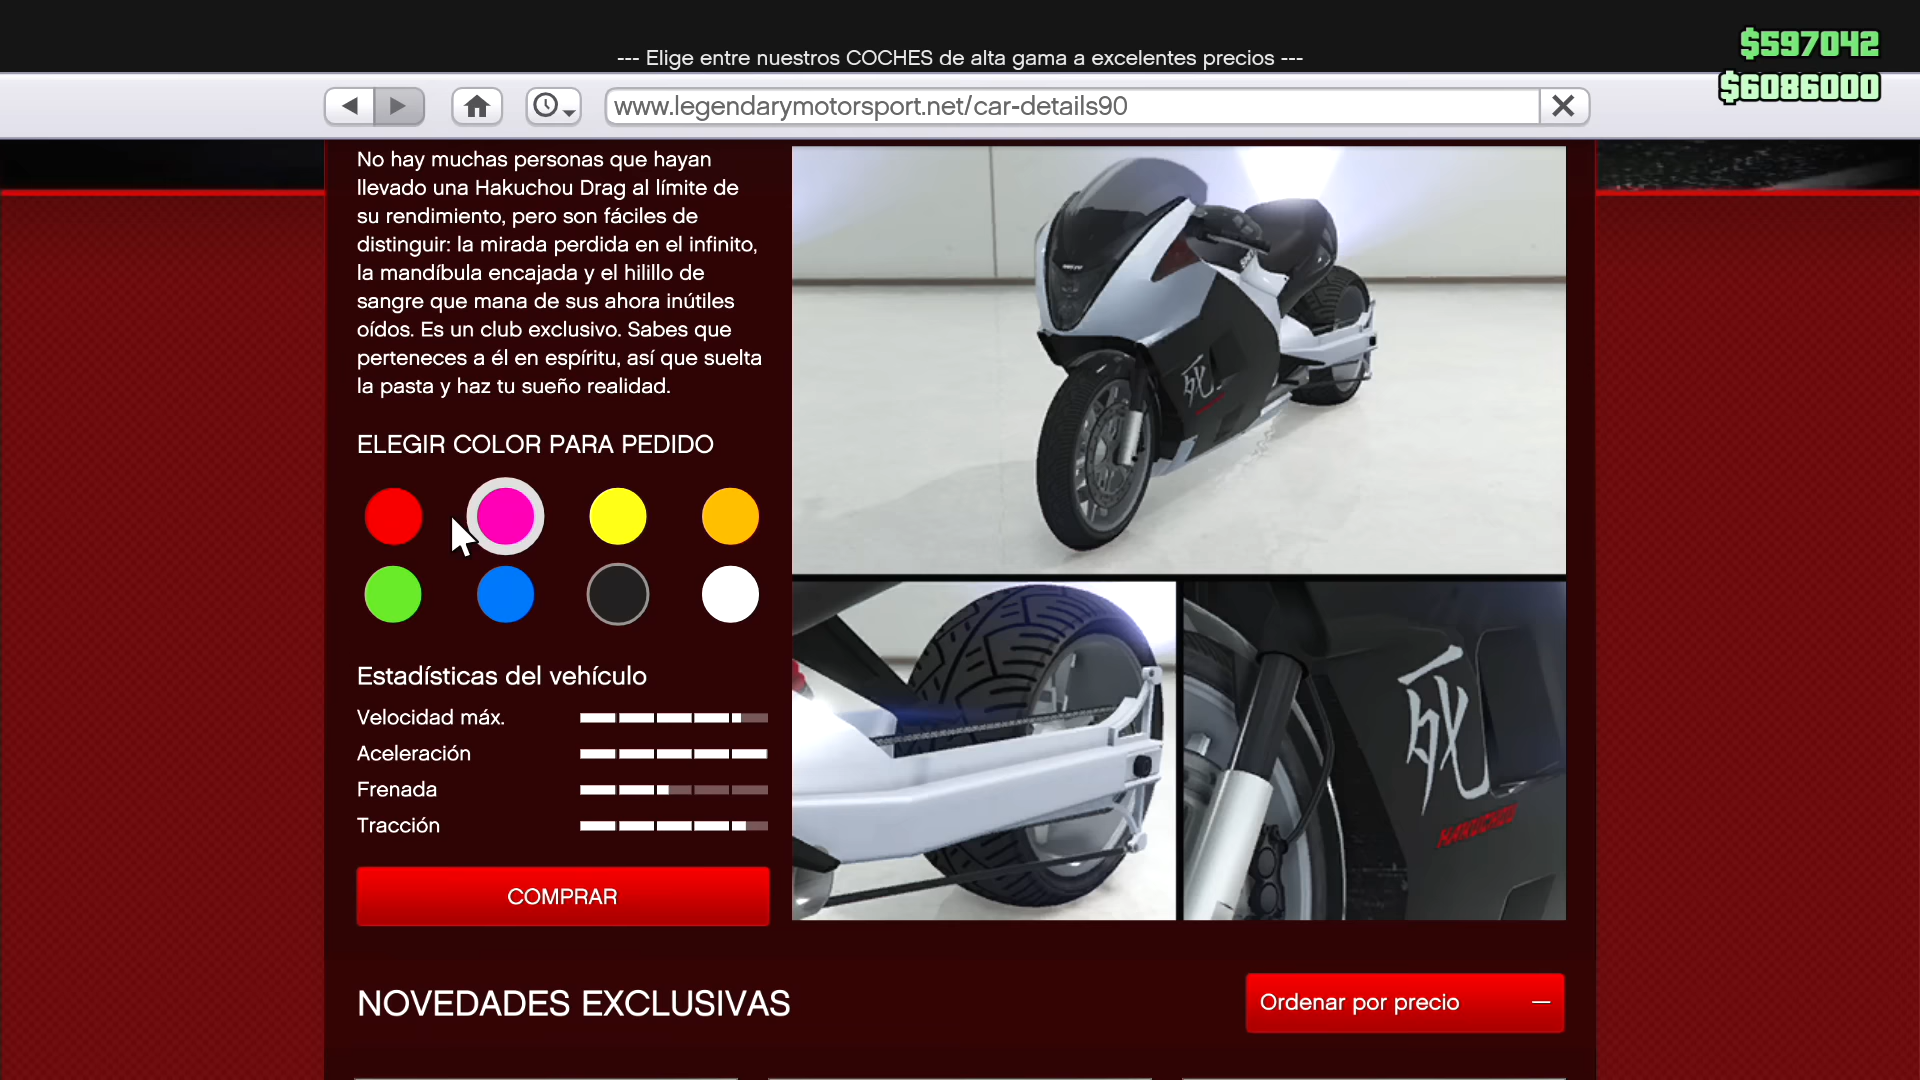 --- Elige entre nuestros COCHES de alta gama a excelentes precios ---
$597042
$6086000
www.legendarymotorsport.net/car-details90
No hay muchas personas que hayan
llevado una Hakuchou Drag al límite de
su rendimiento, pero son fáciles de
distinguir: la mirada perdida en el infinito,
la mandíbula encajada y el hilillo de
sangre que mana de sus ahora inútiles
oídos. Es un club exclusivo. Sabes que
perteneces a él en espíritu, así que suelta
la pasta y haz tu sueño realidad.
ELEGIR COLOR PARA PEDIDO
Estadísticas del vehículo
Velocidad máx.
Aceleración
Frenada
Tracción
COMPRAR
死
死
HAKUCHOU
NOVEDADES EXCLUSIVAS
Ordenar por precio